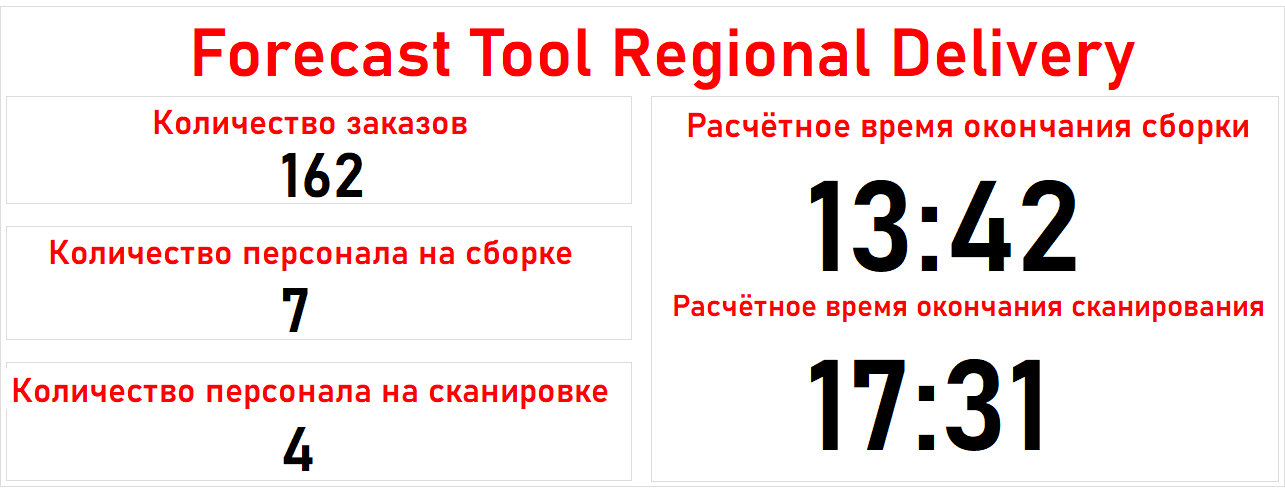 Forecast Tool Regional Delivery
Количество заказов
162
Количество персонала на сборке
7
Количество персонала на сканировке
4
Расчётное время окончания сборки
13:42
Расчётное время окончания сканирования
17:31